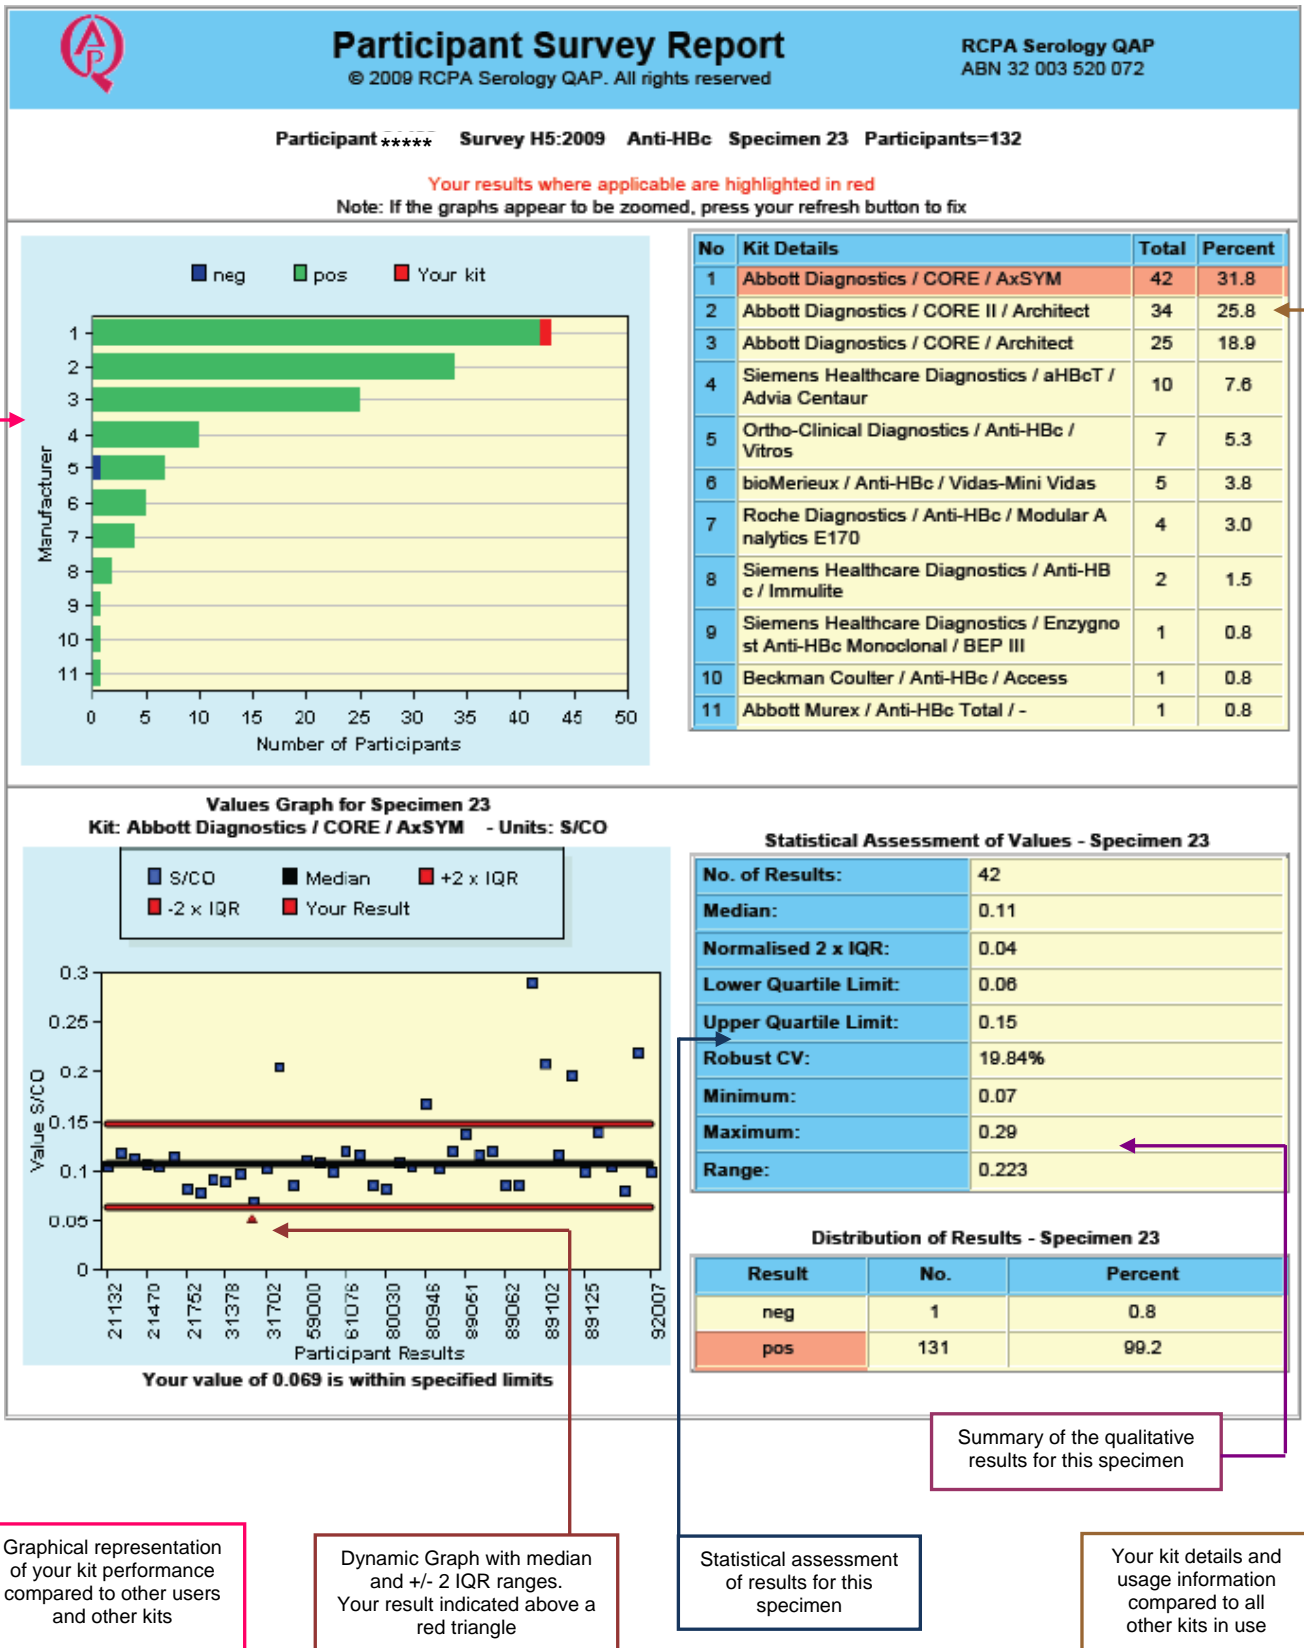 QAP
Participant Survey Report
© 2009 RCPA Serology QAP. All rights reserved
RCPA Serology QAP
ABN 32 003 520 072
Participant ***** Survey H5:2009 Anti-HBc Specimen 23 Participants=132
Your results where applicable are highlighted in red
Note: If the graphs appear to be zoomed, press your refresh button to fix
neg pos Your kit
Manufacturer
1
2
3
4
5
6
7
8
9
10
11
0 5 10 15 20 25 30 35 40 45 50
Number of Participants
No Kit Details Total Percent
1 Abbott Diagnostics / CORE / AxSYM 42 31.8
2 Abbott Diagnostics / CORE II / Architect 34 25.8
3 Abbott Diagnostics / CORE / Architect 25 18.9
4 Siemens Healthcare Diagnostics / aHBcT /
Advia Centaur 10 7.6
5 Ortho-Clinical Diagnostics / Anti-HBc /
Vitros 7 5.3
6 bioMerieux / Anti-HBc / Vidas-Mini Vidas 5 3.8
7 Roche Diagnostics / Anti-HBc / Modular A
nalytics E170 4 3.0
8 Siemens Healthcare Diagnostics / Anti-HB
c / Immulite 2 1.5
9 Siemens Healthcare Diagnostics / Enzygno
st Anti-HBc Monoclonal / BEP III 1 0.8
10 Beckman Coulter / Anti-HBc / Access 1 0.8
11 Abbott Murex / Anti-HBc Total / - 1 0.8
Values Graph for Specimen 23
Kit: Abbott Diagnostics / CORE / AxSYM - Units: S/CO
S/CO Median +2 x IQR
-2 x IQR Your Result
Value S/CO
0.3
0.25
0.2
0.15
0.1
0.05
0
21132 21470 21752 31378 31702 59000 61076 80030 80946 89051 89062 89102 89125 92007
Participant Results
Your value of 0.069 is within specified limits
Statistical Assessment of Values - Specimen 23
No. of Results: 42
Median: 0.11
Normalised 2 x IQR: 0.04
Lower Quartile Limit: 0.06
Upper Quartile Limit: 0.15
Robust CV: 19.84%
Minimum: 0.07
Maximum: 0.29
Range: 0.223
Distribution of Results - Specimen 23
Result No. Percent
neg 1 0.8
pos 131 99.2
Summary of the qualitative
results for this specimen
Graphical representation
of your kit performance
compared to other users
and other kits
Dynamic Graph with median
and +/- 2 IQR ranges.
Your result indicated above a
red triangle
Statistical assessment
of results for this
specimen
Your kit details and
usage information
compared to all
other kits in use